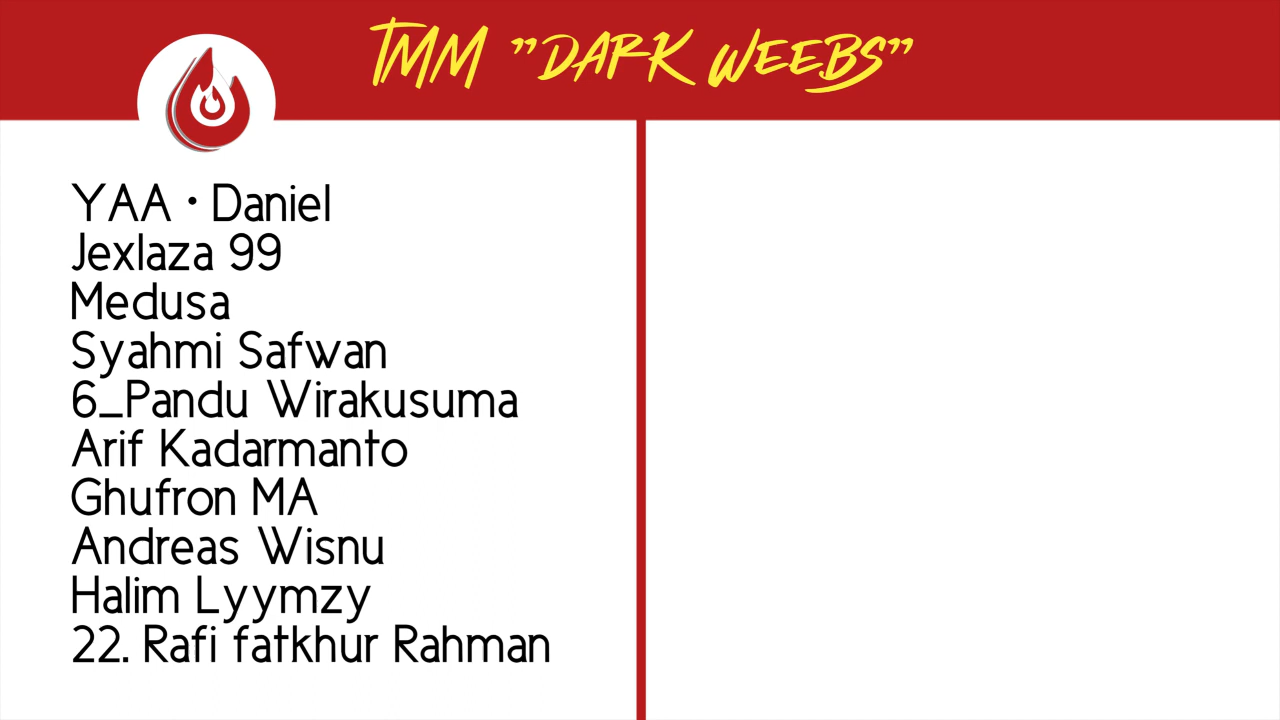 TMM "DARK WEEBS"
YAA • Daniel
Jexlaza 99
Medusa
Syahmi Safwan
6_Pandu Wirakusuma
Arif Kadarmanto
Ghufron MA
Andreas Wisnu
Halim Lyymzy
22. Rafi fatkhur Rahman